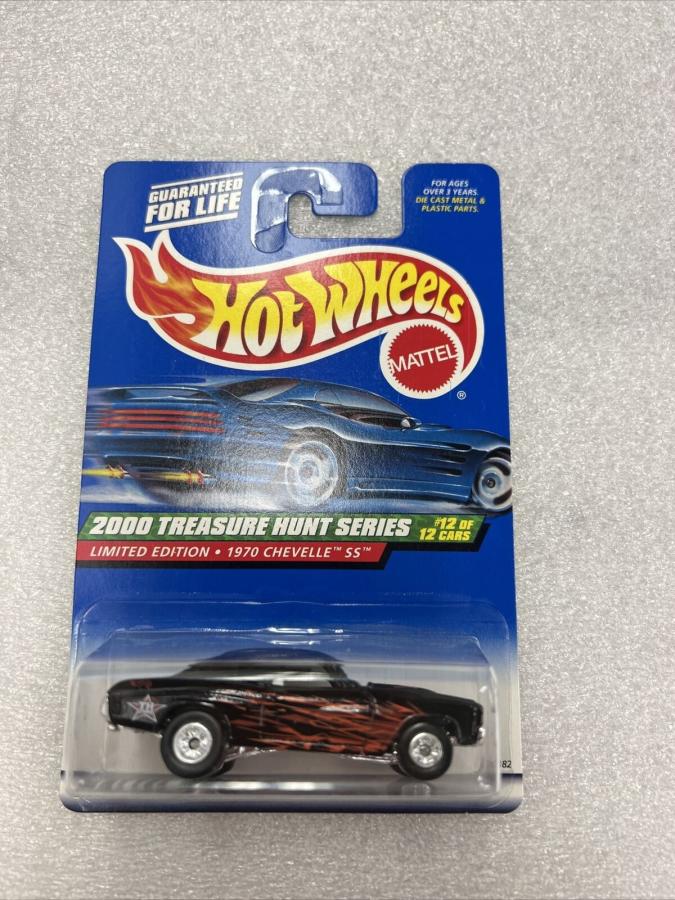 GUARANTEED
FOR LIFE
FOR AGES
OVER 3 YEARS.
DIE CAST METAL &
PLASTIC PARTS.
HOT WHEELS
MATTEL
®
2000 TREASURE HUNT SERIES
#12 OF
12 CARS
LIMITED EDITION • 1970 CHEVELLE™ SS™
TH